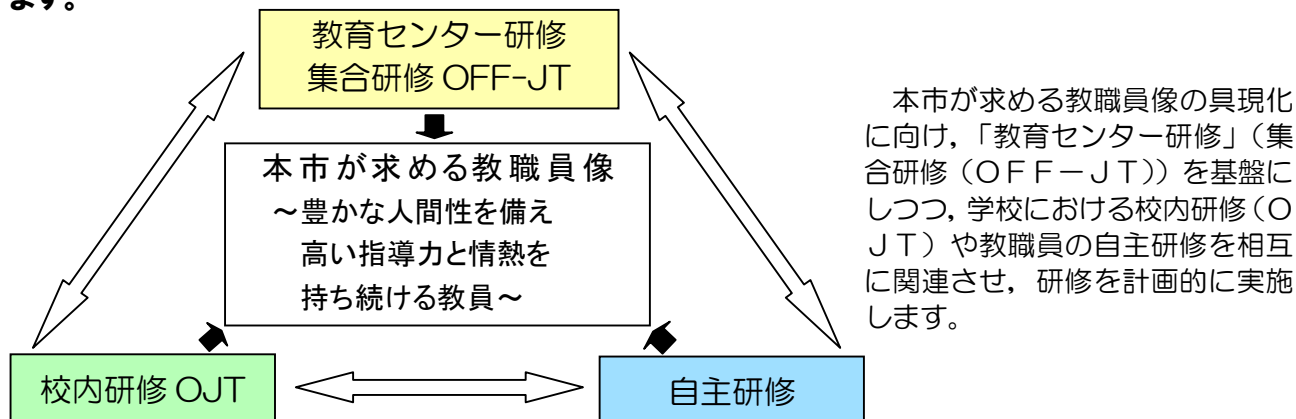 ます。
教育センター研修
集合研修 OFF-JT
本市が求める教職員像
～豊かな人間性を備え
高い指導力と情熱を
持ち続ける教員～
校内研修 OJT
自主研修
本市が求める教職員像の具現化
に向け，「教育センター研修」（集
合研修（ＯＦＦ－ＪＴ））を基盤に
しつつ，学校における校内研修（Ｏ
ＪＴ）や教職員の自主研修を相互
に関連させ，研修を計画的に実施
します。